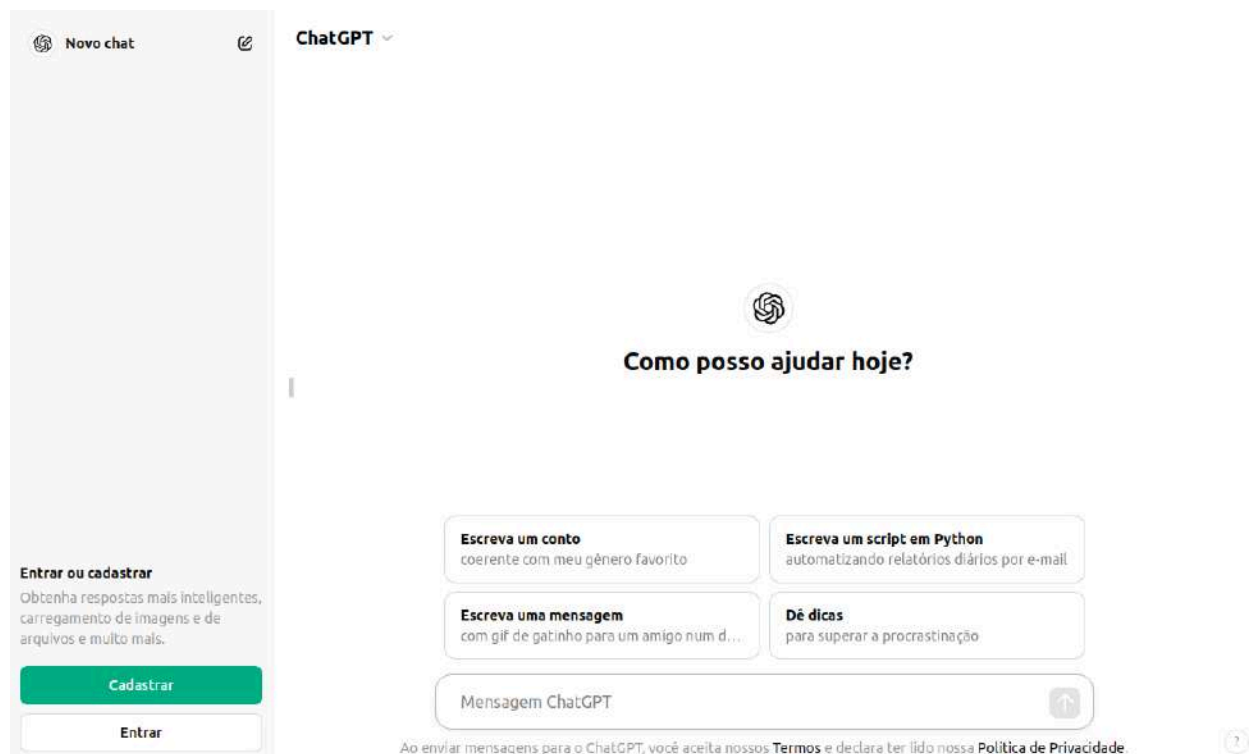 Novo chat
ChatGPT
Como posso ajudar hoje?
Escreva um conto
coerente com meu gênero favorito
Escreva um script em Python
automatizando relatórios diários por e-mail
Escreva uma mensagem
com gif de gatinho para um amigo num d...
Dê dicas
para superar a procrastinação
Entrar ou cadastrar
Obtenha respostas mais inteligentes,
carregamento de imagens e de
arquivos e muito mais.
Cadastrar
Entrar
Mensagem ChatGPT
Ao enviar mensagens para o ChatGPT, você aceita nossos Termos e declara ter lido nossa Política de Privacidade
?